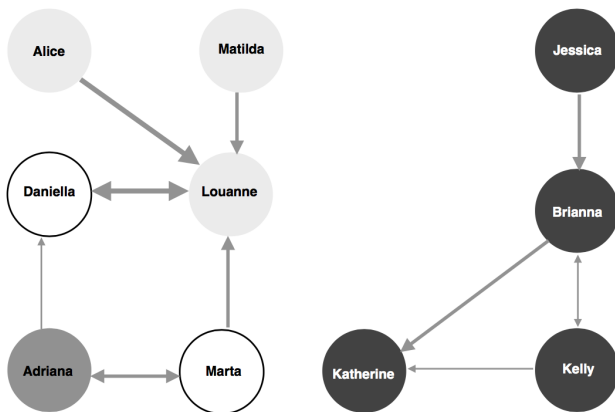 Alice
Matilda
Jessica
Daniella
Louanne
Brianna
Adriana
Marta
Katherine
Kelly